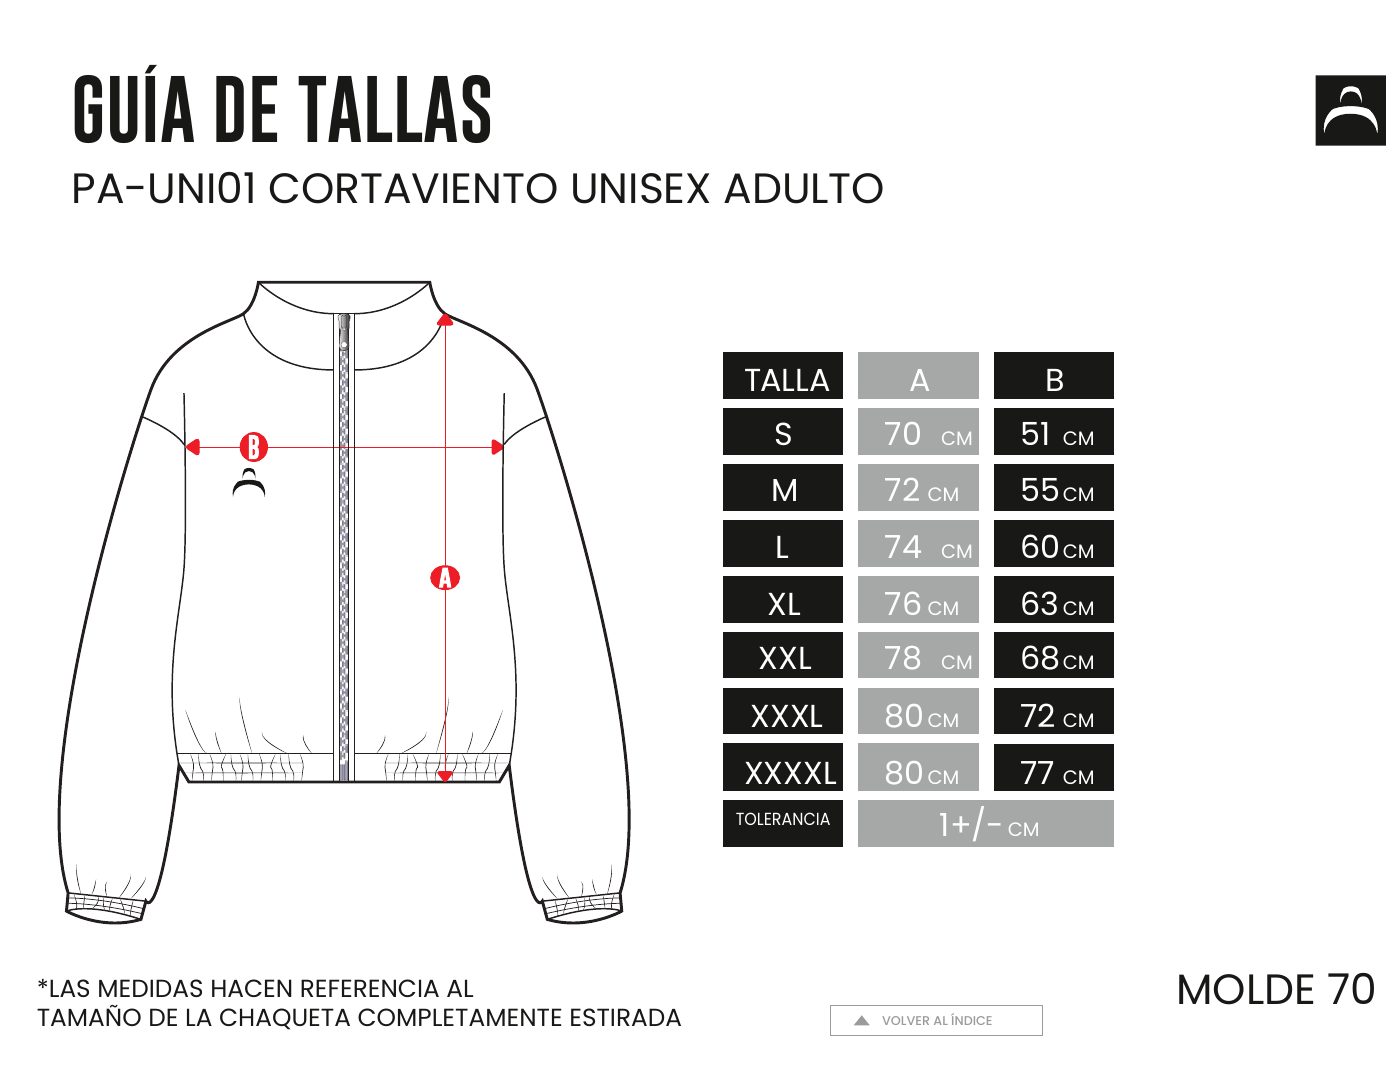 GUÍA DE TALLAS
PA-UNI01 CORTAVIENTO UNISEX ADULTO
B
A
TALLA A B
S 70 CM 51 CM
M 72 CM 55 CM
L 74 CM 60 CM
XL 76 CM 63 CM
XXL 78 CM 68 CM
XXXL 80 CM 72 CM
XXXXL 80 CM 77 CM
TOLERANCIA 1+/- CM
*LAS MEDIDAS HACEN REFERENCIA AL
TAMAÑO DE LA CHAQUETA COMPLETAMENTE ESTIRADA
VOLVER AL ÍNDICE
MOLDE 70